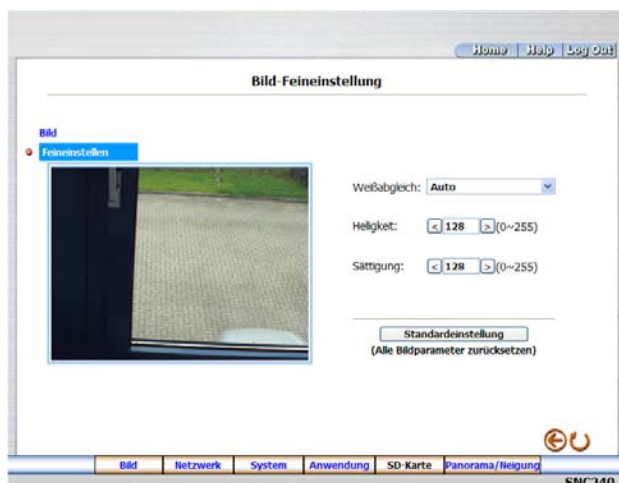 Home Help Log Out
Bild-Feineinstellung
Bild
Feineinstellen
Weißabgleich: Auto
Helligkeit: < 128 > (0~255)
Sättigung: < 128 > (0~255)
Standardeinstellung
(Alle Bildparameter zurücksetzen)
Bild Netzwerk System Anwendung SD-Karte Panorama/Neigung
SNC240